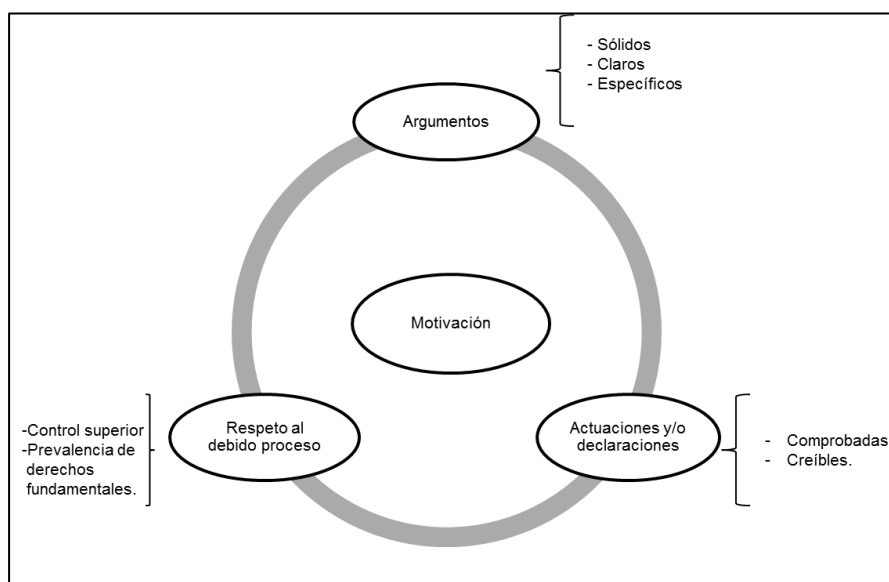 - Sólidos
- Claros
- Específicos
Argumentos
Motivación
Respeto al
debido proceso
-Control superior
-Prevalencia de
derechos
fundamentales.
Actuaciones y/o
declaraciones
- Comprobadas
- Creíbles.